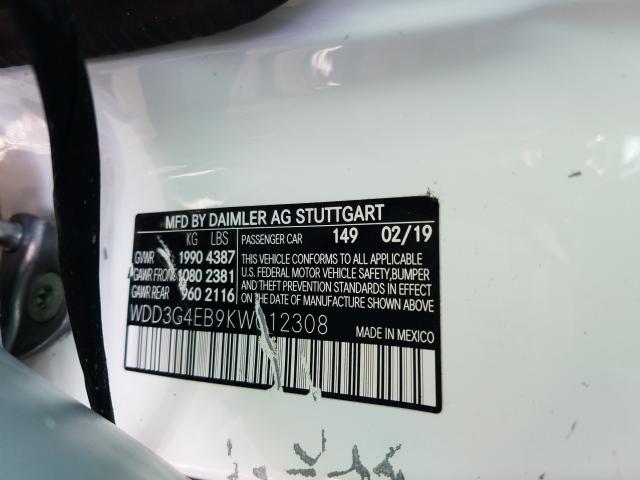 MFD BY DAIMLER AG STUTTGART
KG LBS PASSENGER CAR 149 02/19
GVWR 1990 4387
GAWR FRONT 1080 2381
GAWR REAR 960 2116
THIS VEHICLE CONFORMS TO ALL APPLICABLE
U.S. FEDERAL MOTOR VEHICLE SAFETY, BUMPER
AND THEFT PREVENTION STANDARDS IN EFFECT
ON THE DATE OF MANUFACTURE SHOWN ABOVE
MADE IN MEXICO